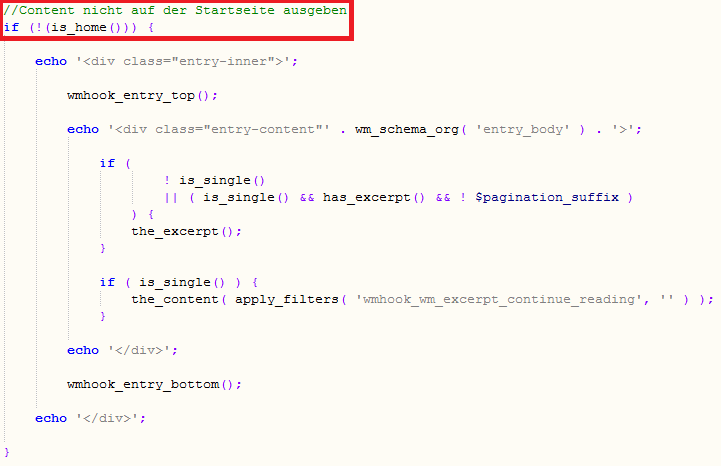 //Content nicht auf der Startseite ausgeben
if (!(is_home())) {
echo '<div class="entry-inner">';
wmhook_entry_top();
echo '<div class="entry-content"' . wm_schema_org( 'entry_body' ) . '>';
if (
! is_single()
|| ( is_single() && has_excerpt() && ! $pagination_suffix )
) {
the_excerpt();
}
if ( is_single() ) {
the_content( apply_filters( 'wmhook_wm_excerpt_continue_reading', '' ) );
}
echo '</div>';
wmhook_entry_bottom();
echo '</div>';
}